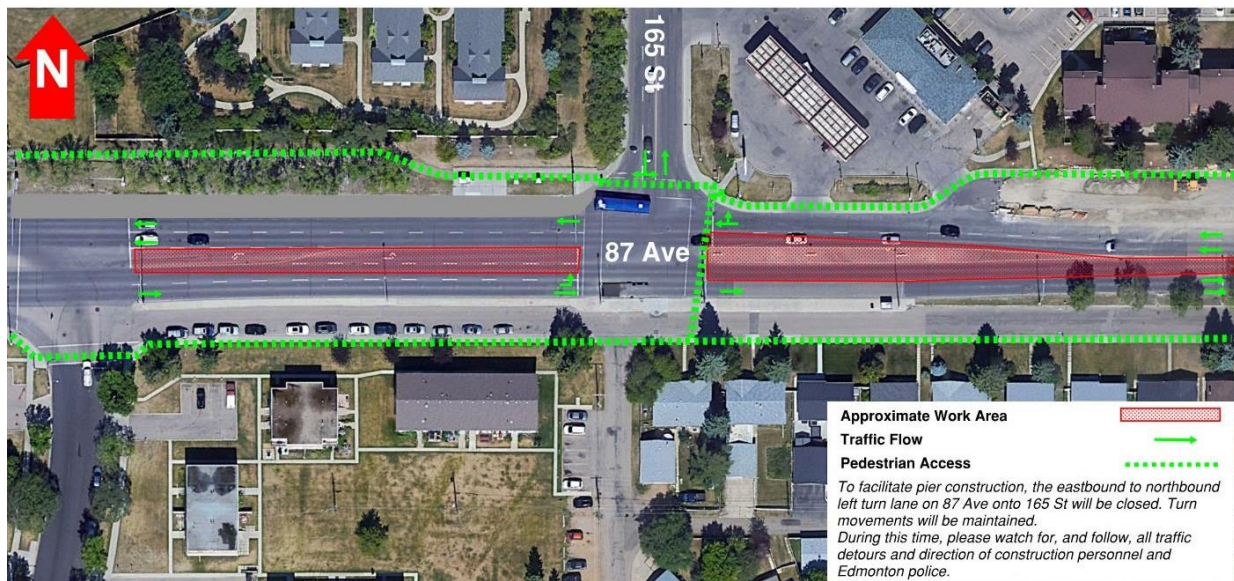 N
165 St
87 Ave
Approximate Work Area
Traffic Flow
Pedestrian Access
To facilitate pier construction, the eastbound to northbound
left turn lane on 87 Ave onto 165 St will be closed. Turn
movements will be maintained.
During this time, please watch for, and follow, all traffic
detours and direction of construction personnel and
Edmonton police.